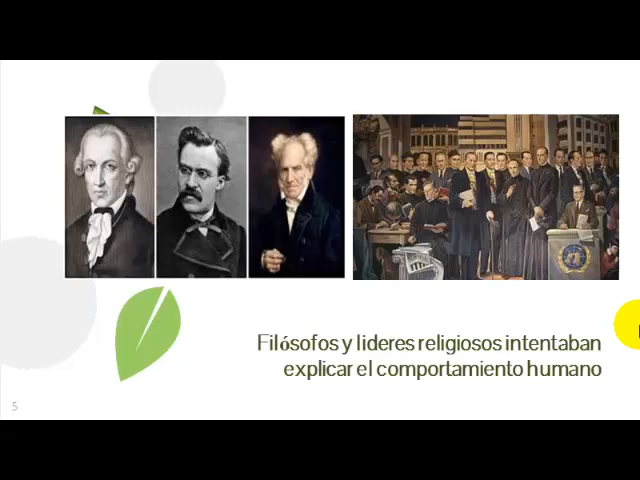 Filósofos y lideres religiosos intentaban
explicar el comportamiento humano
5